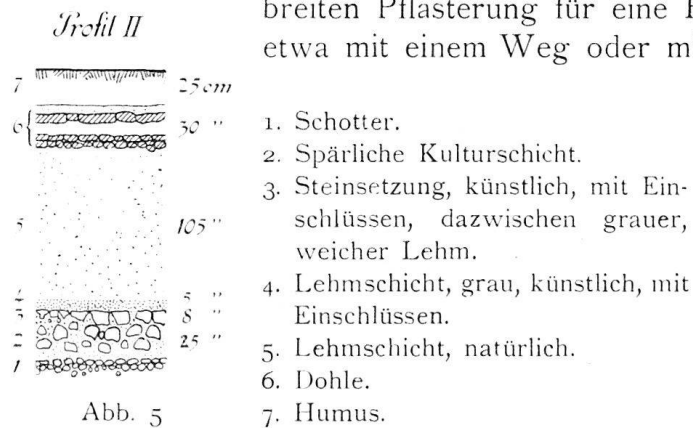 breiten Pflasterung für eine
etwa mit einem Weg oder
Profil II
7 25 cm
6 30 "
5 105 "
4 5 "
3 8 "
2 25 "
1
Abb. 5
1. Schotter.
2. Spärliche Kulturschicht.
3. Steinsetzung, künstlich, mit Ein-
schlüssen, dazwischen grauer,
weicher Lehm.
4. Lehmschicht, grau, künstlich, mit
Einschlüssen.
5. Lehmschicht, natürlich.
6. Dohle.
7. Humus.